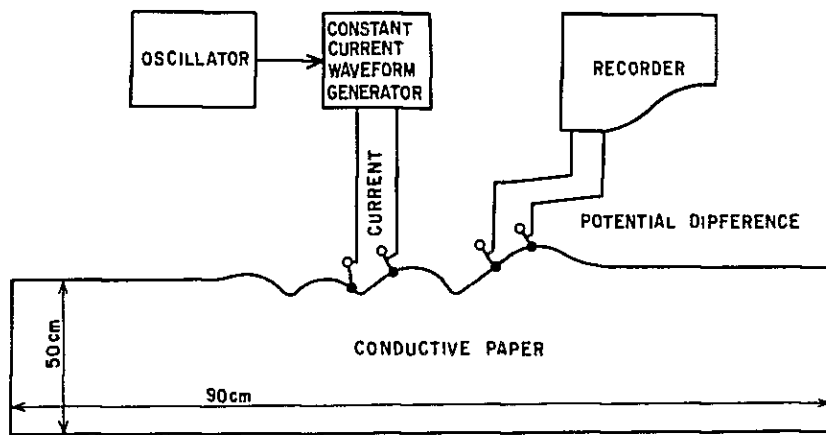 OSCILLATOR
CONSTANT
CURRENT
WAVEFORM
GENERATOR
RECORDER
CURRENT
POTENTIAL DIPFERENCE
CONDUCTIVE PAPER
50cm
90cm